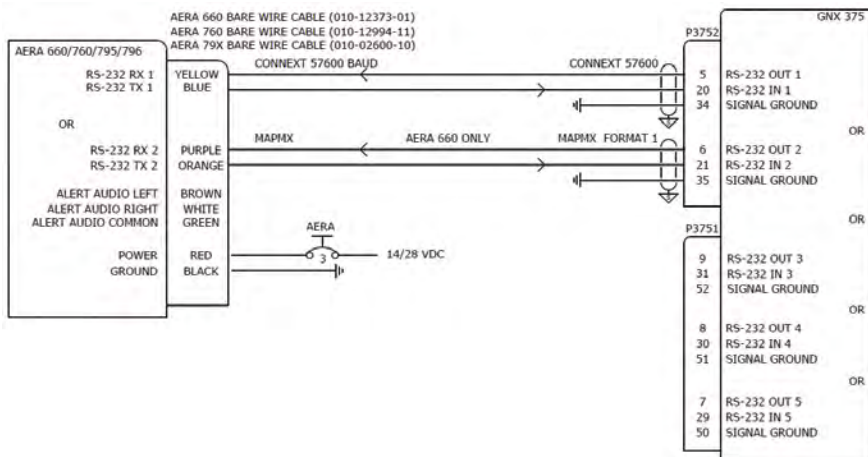 AERA 660 BARE WIRE CABLE (010-12373-01)
AERA 760 BARE WIRE CABLE (010-12994-11)
AERA 79X BARE WIRE CABLE (010-02600-10)
GNX 375
AERA 660/760/795/796
P3752
CONNEXT 57600 BAUD
CONNEXT 57600
RS-232 RX 1 YELLOW
RS-232 TX 1 BLUE
5 RS-232 OUT 1
20 RS-232 IN 1
34 SIGNAL GROUND
OR
OR
MAPMX
AERA 660 ONLY
MAPMX FORMAT 1
RS-232 RX 2 PURPLE
RS-232 TX 2 ORANGE
6 RS-232 OUT 2
21 RS-232 IN 2
35 SIGNAL GROUND
ALERT AUDIO LEFT BROWN
ALERT AUDIO RIGHT WHITE
ALERT AUDIO COMMON GREEN
OR
P3751
AERA
3
14/28 VDC
POWER RED
GROUND BLACK
9 RS-232 OUT 3
31 RS-232 IN 3
52 SIGNAL GROUND
OR
8 RS-232 OUT 4
30 RS-232 IN 4
51 SIGNAL GROUND
OR
7 RS-232 OUT 5
29 RS-232 IN 5
50 SIGNAL GROUND